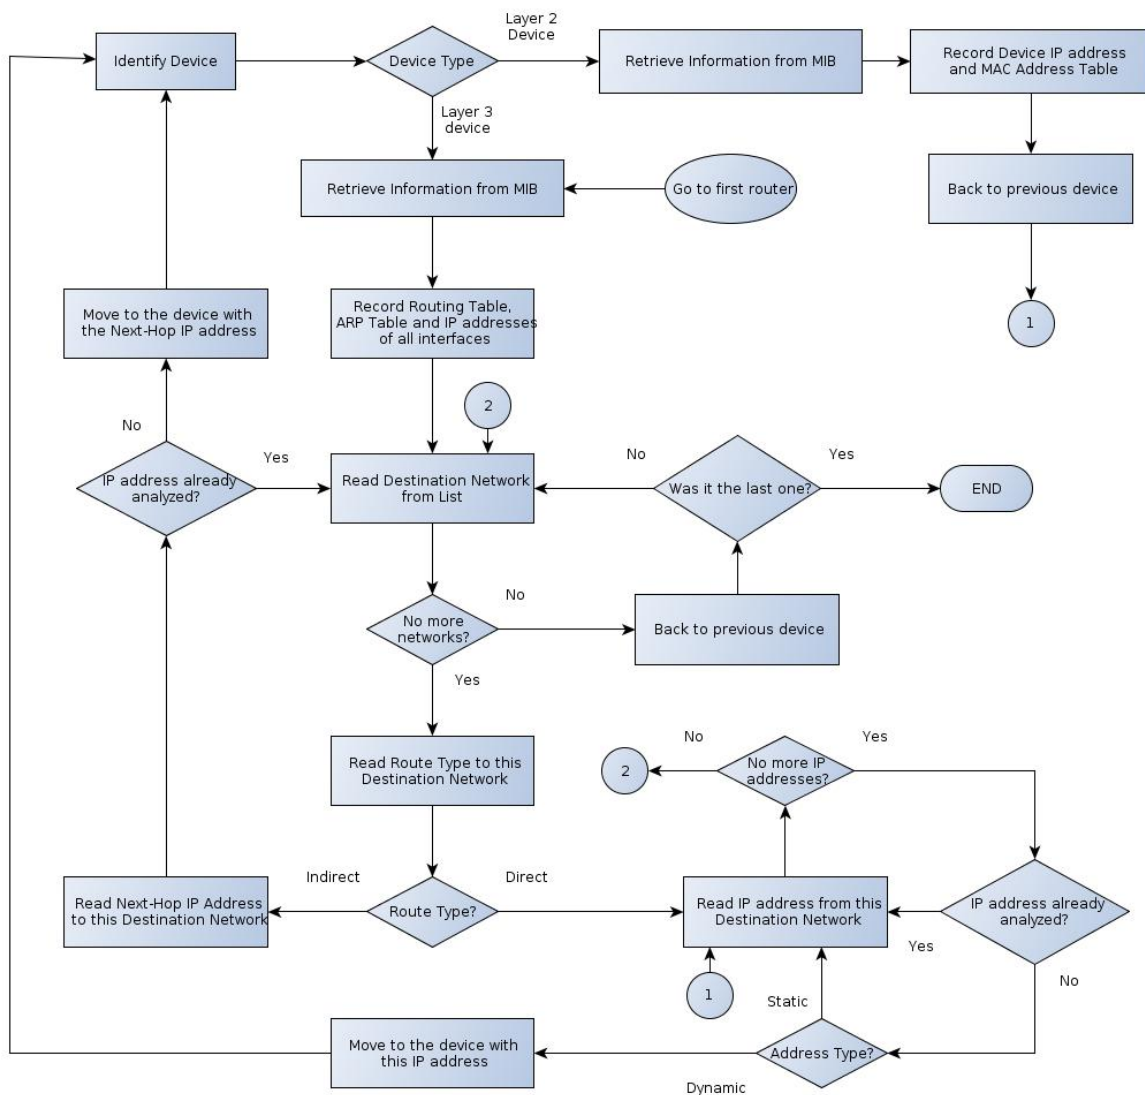 Layer 2
Device
Identify Device
Device Type
Retrieve Information from MIB
Record Device IP address
and MAC Address Table
Layer 3
device
Retrieve Information from MIB
Go to first router
Back to previous device
Move to the device with
the Next-Hop IP address
Record Routing Table,
ARP Table and IP addresses
of all interfaces
1
2
No
IP address already
analyzed?
Yes
Read Destination Network
from List
No
Was it the last one?
Yes
END
No more
networks?
No
Back to previous device
Yes
Read Route Type to this
Destination Network
2
No
No more IP
addresses?
Yes
Read Next-Hop IP Address
to this Destination Network
Indirect
Route Type?
Direct
Read IP address from this
Destination Network
IP address already
analyzed?
Yes
No
1
Static
Move to the device with
this IP address
Address Type?
Dynamic